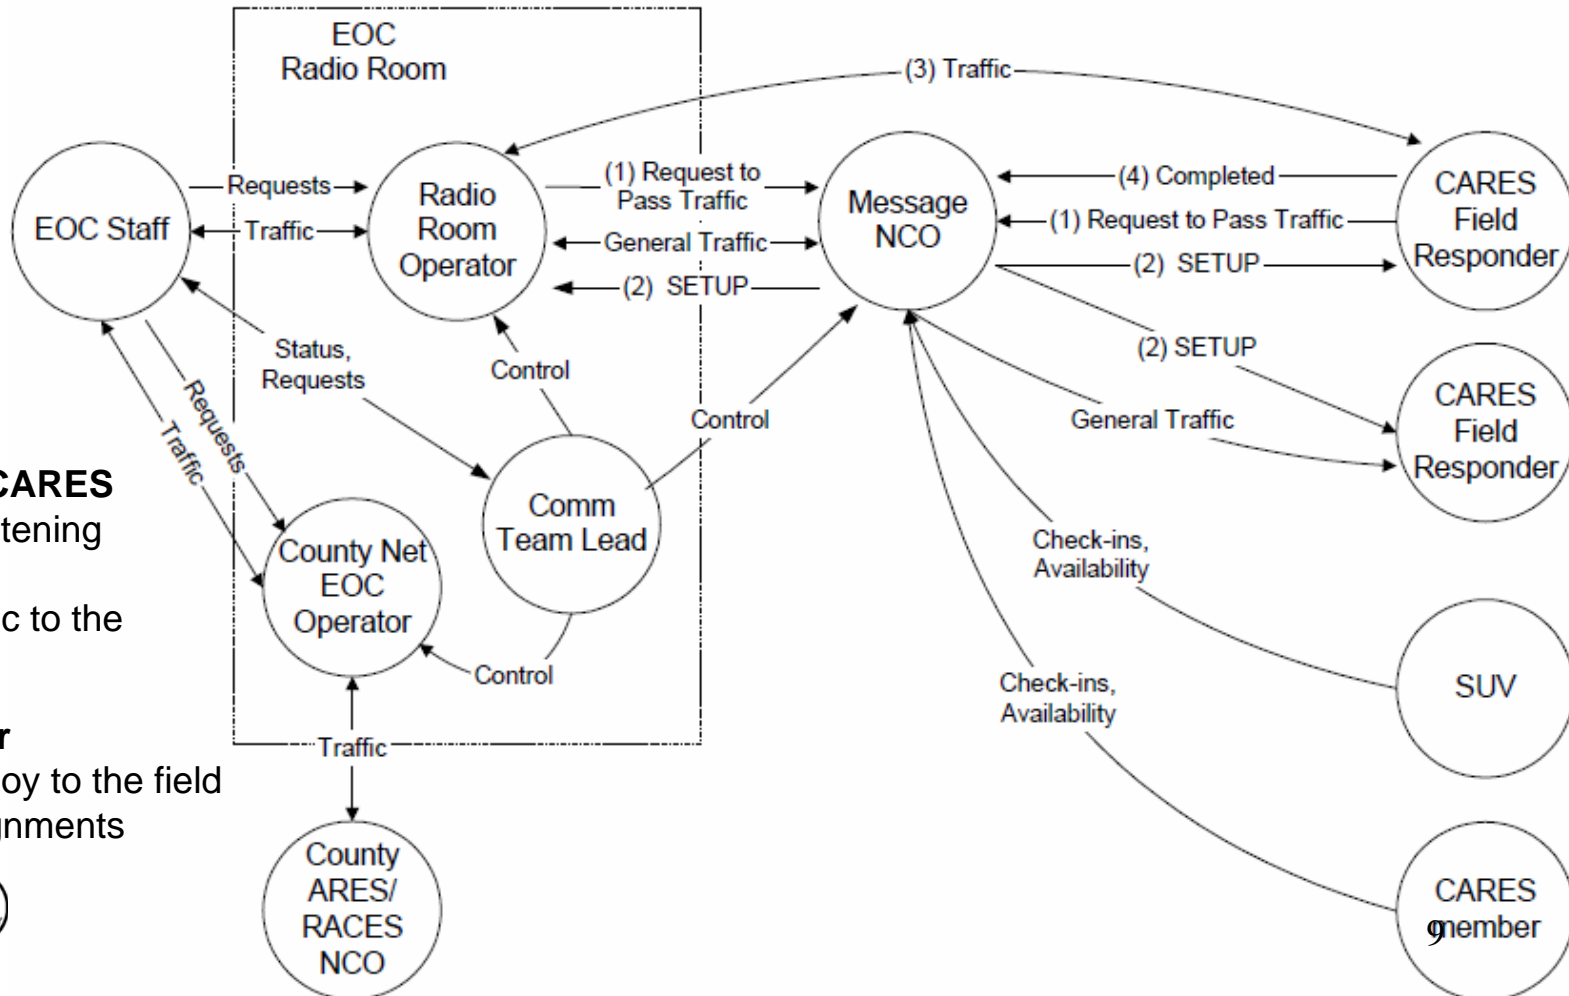 EOC
Radio Room
(3) Traffic
EOC Staff
Requests
Traffic
Radio
Room
Operator
(1) Request to
Pass Traffic
General Traffic
(2) SETUP
Message
NCO
(4) Completed
(1) Request to Pass Traffic
(2) SETUP
CARES
Field
Responder
(2) SETUP
General Traffic
CARES
Field
Responder
Status,
Requests
Control
Control
Requests
Traffic
Comm
Team Lead
County Net
EOC
Operator
Control
Traffic
County
ARES/
RACES
NCO
Check-ins,
Availability
SUV
Check-ins,
Availability
CARES
member
CARES
tening
c to the
r
oy to the field
gnments
9